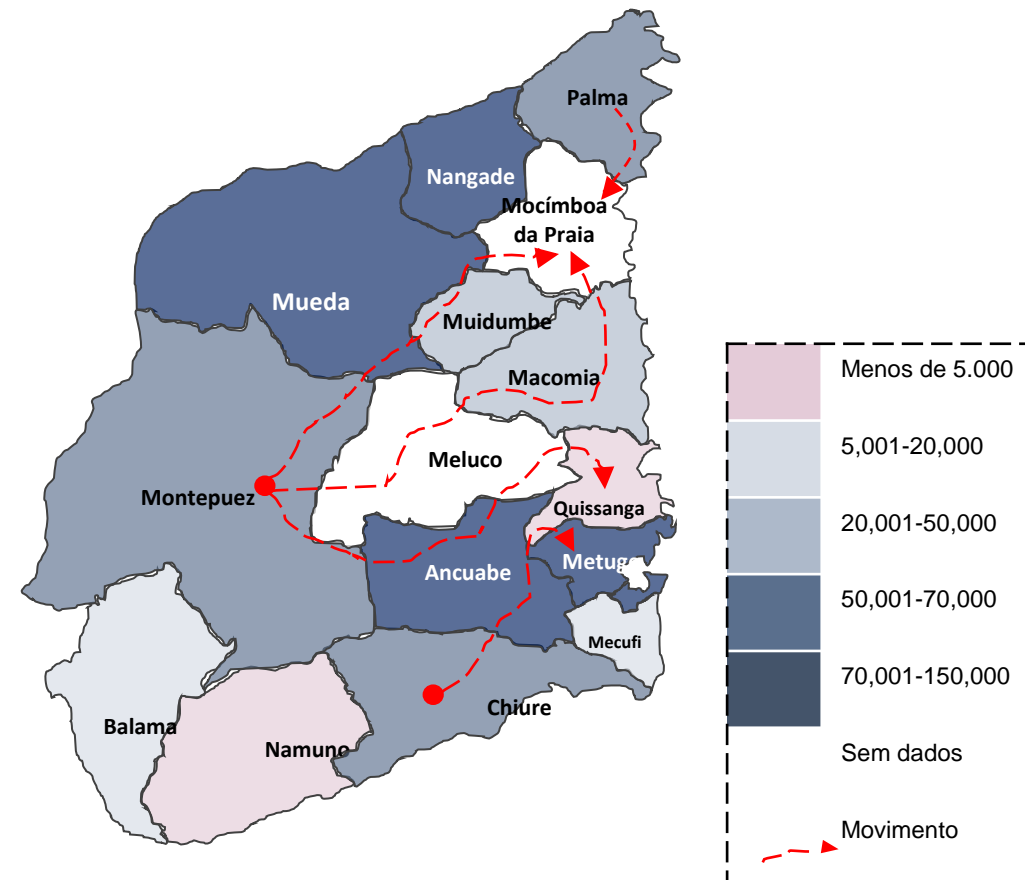 Palma
Nangade
Mocímboa
da Praia
Mueda
Muidumbe
Macomia
Meluco
Montepuez
Quissanga
Ancuabe
Metuge
Mecufi
Chiure
Balama
Namuno
Menos de 5.000
5,001-20,000
20,001-50,000
50,001-70,000
70,001-150,000
Sem dados
Movimento